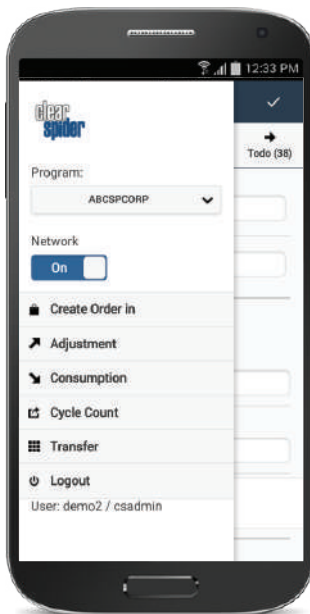 12:33 PM
clear
spider
Todo (38)
Program:
ABCSPCORP
Network
On
Create Order in
Adjustment
Consumption
Cycle Count
Transfer
Logout
User: demo2 / csadmin